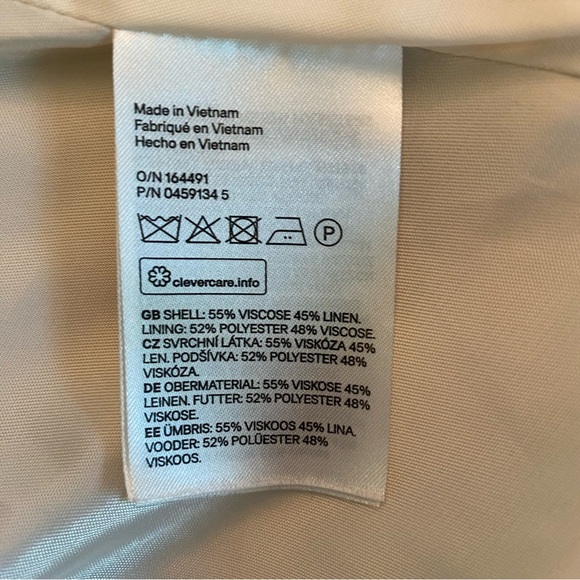 Made in Vietnam
Fabriqué en Vietnam
Hecho en Vietnam
O/N 164491
P/N 0459134 5
P
clevercare.info
GB SHELL: 55% VISCOSE 45% LINEN.
LINING: 52% POLYESTER 48% VISCOSE.
CZ SVRCHNÍ LÁTKA: 55% VISKÓZA 45%
LEN. PODŠÍVKA: 52% POLYESTER 48%
VISKÓZA.
DE OBERMATERIAL: 55% VISKOSE 45%
LEINEN. FUTTER: 52% POLYESTER 48%
VISKOSE.
EE ÜMBRIS: 55% VISKOOS 45% LINA.
VOODER: 52% POLÜESTER 48%
VISKOOS.